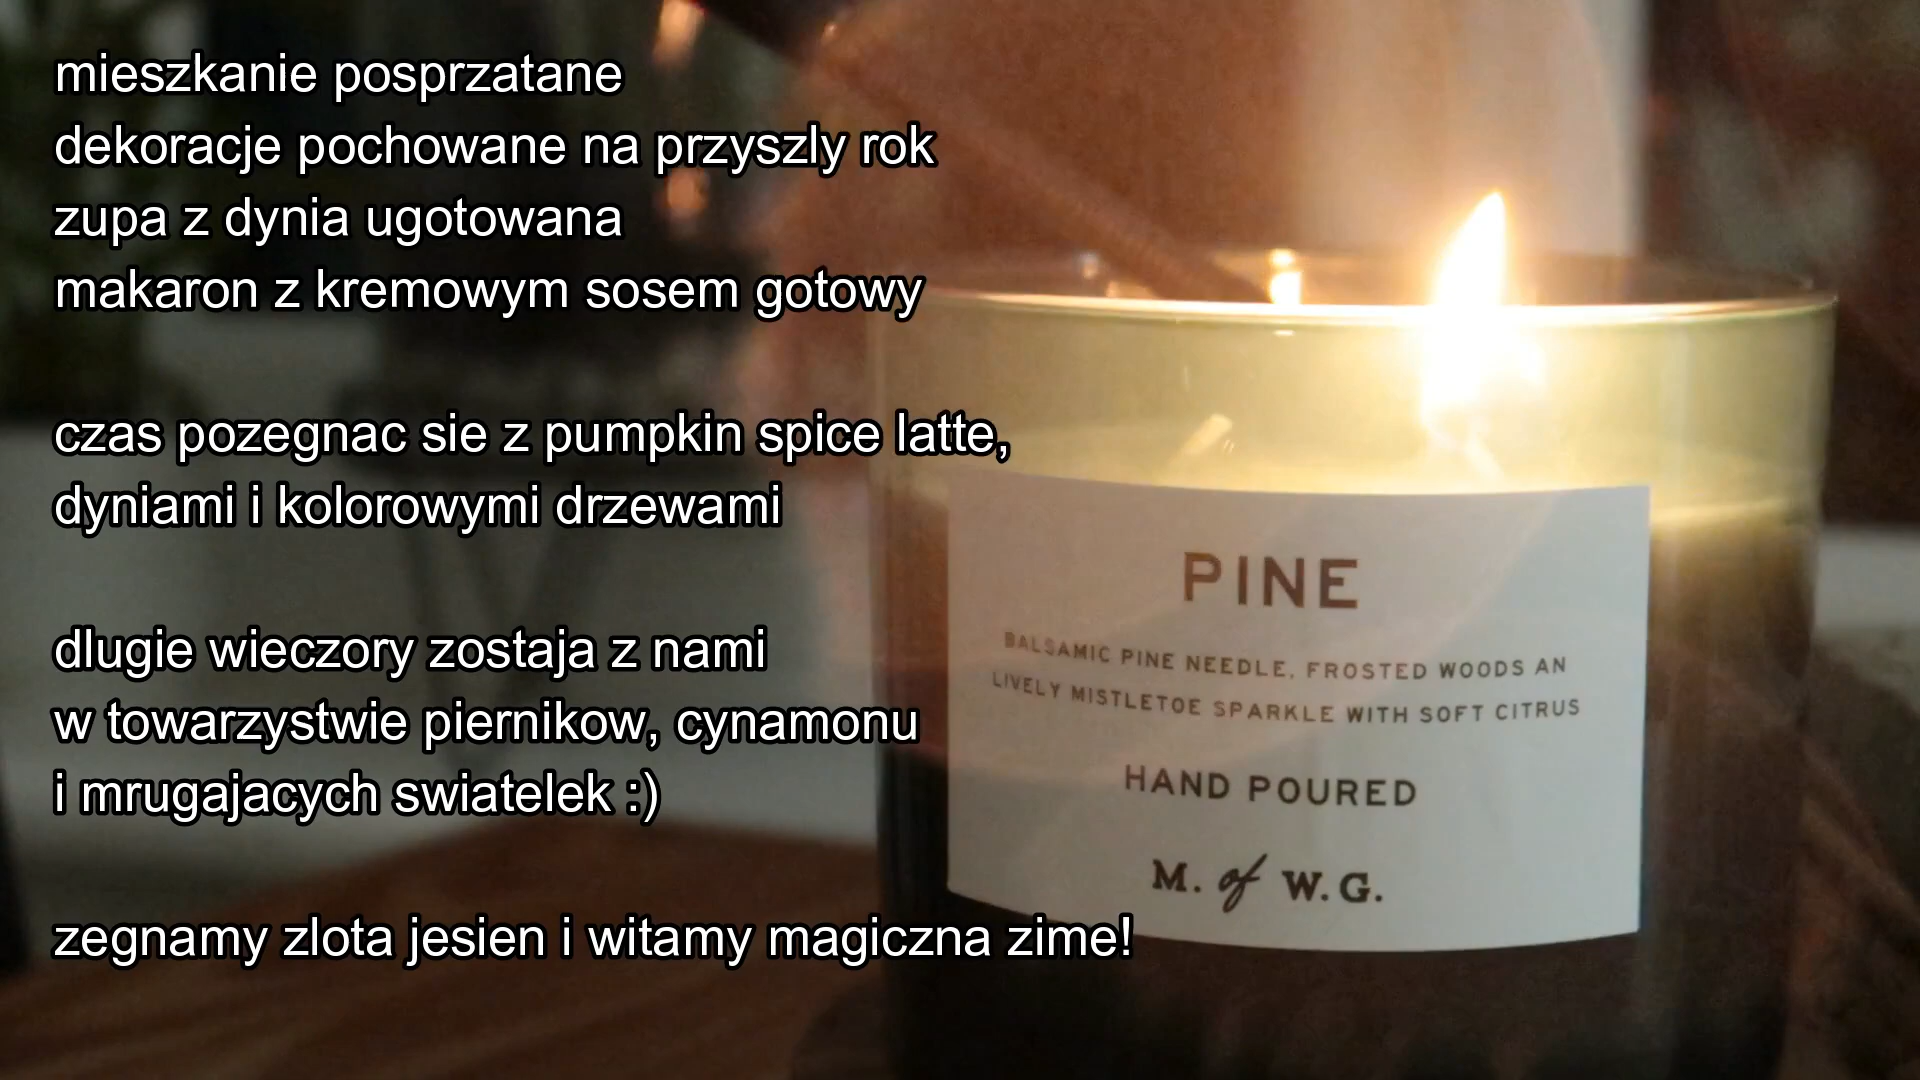 mieszkanie posprzatane
dekoracje pochowane na przyszly rok
zupa z dynia ugotowana
makaron z kremowym sosem gotowy
czas pozegnac sie z pumpkin spice latte,
dyniami i kolorowymi drzewami
dlugie wieczory zostaja z nami
w towarzystwie piernikow, cynamonu
i mrugajacych swiatelek :)
zegnamy zlota jesien i witamy magiczna zime!
PINE
BALSAMIC PINE NEEDLE, FROSTED WOODS AN
LIVELY MISTLETOE SPARKLE WITH SOFT CITRUS
HAND POURED
M. of W.G.